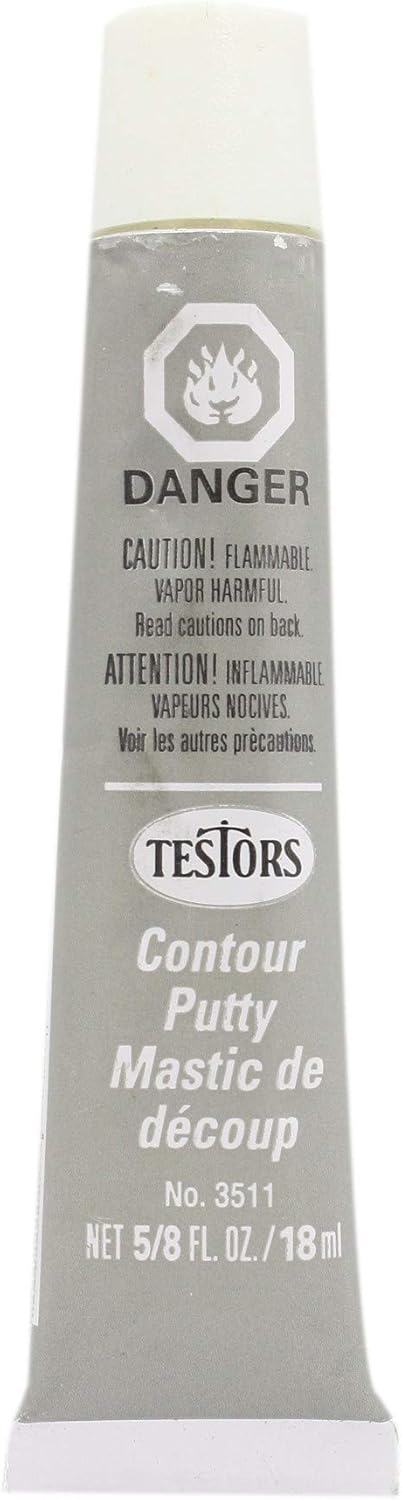 DANGER
CAUTION! FLAMMABLE.
VAPOR HARMFUL.
Read cautions on back.
ATTENTION! INFLAMMABLE.
VAPEURS NOCIVES.
Voir les autres prècautions.
TESTORS
Contour
Putty
Mastic de
découp
No. 3511
NET 5/8 FL. OZ./18 ml